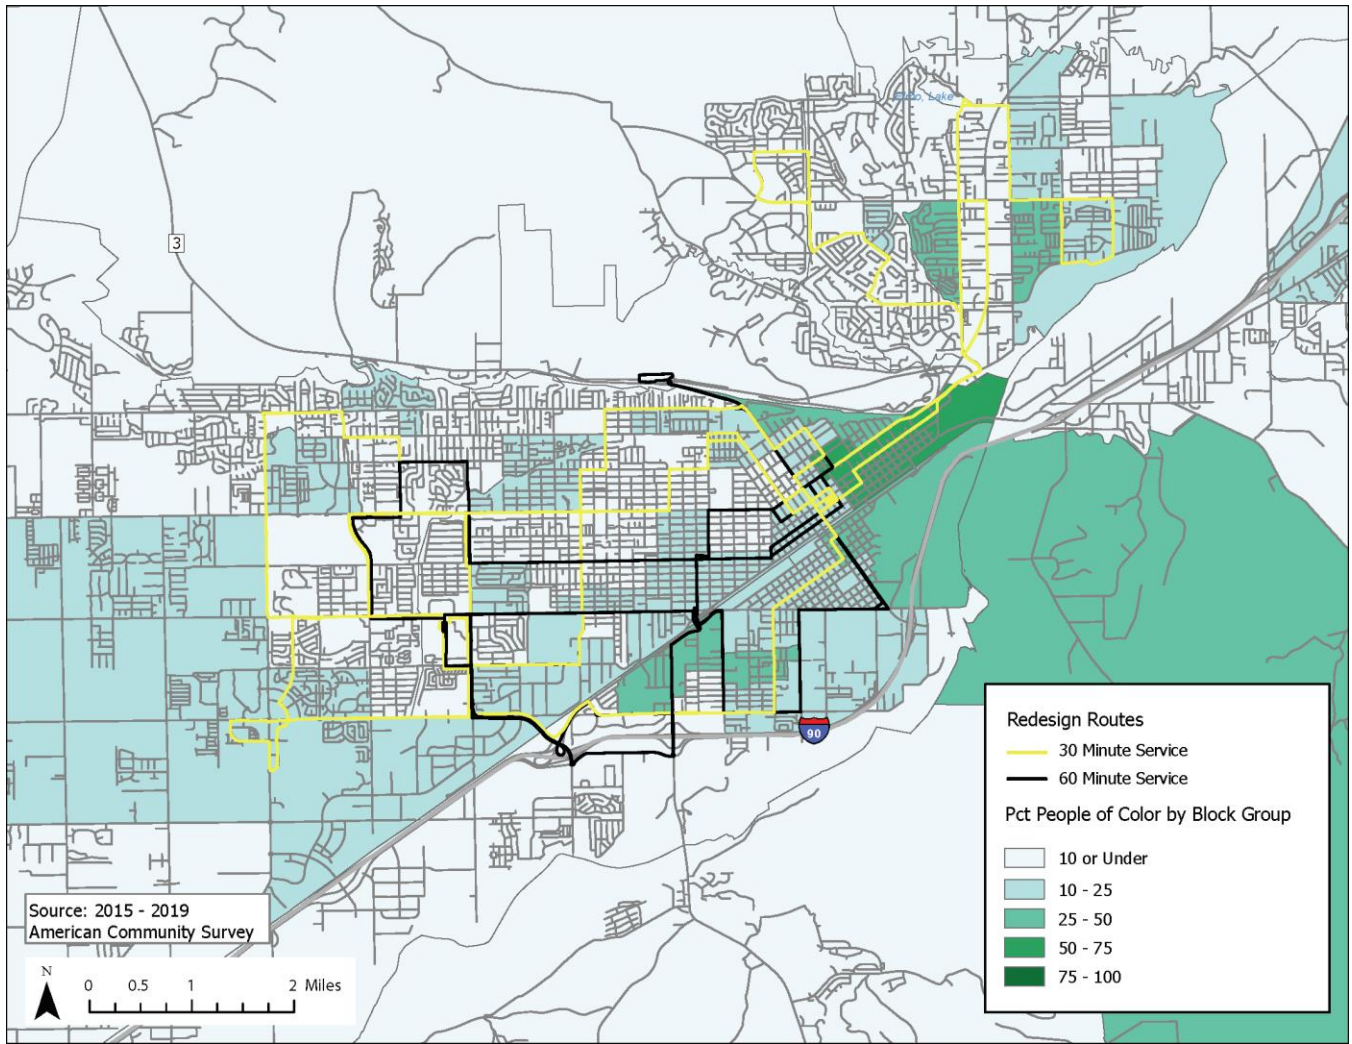 Lake
3
90
Redesign Routes
30 Minute Service
60 Minute Service
Pct People of Color by Block Group
10 or Under
10 - 25
25 - 50
50 - 75
75 - 100
Source: 2015 - 2019
American Community Survey
N
0 0.5 1 2 Miles